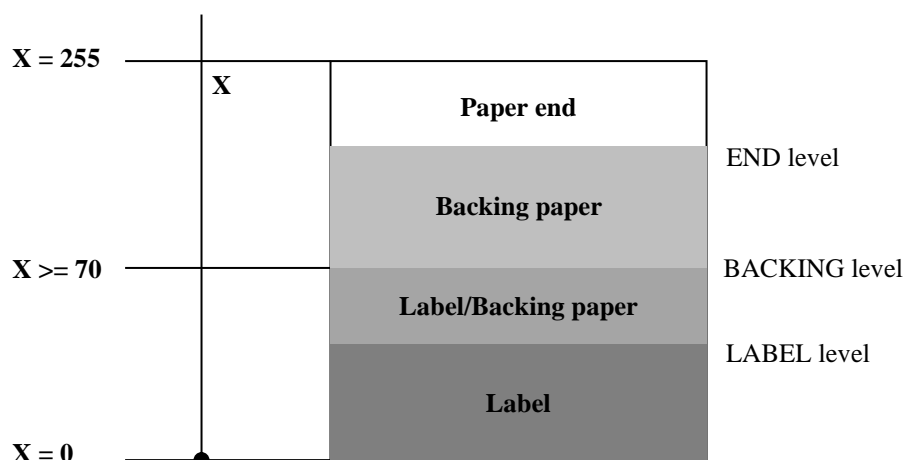 X = 255
X
Paper end
END level
Backing paper
X >= 70
BACKING level
Label/Backing paper
LABEL level
Label
X = 0